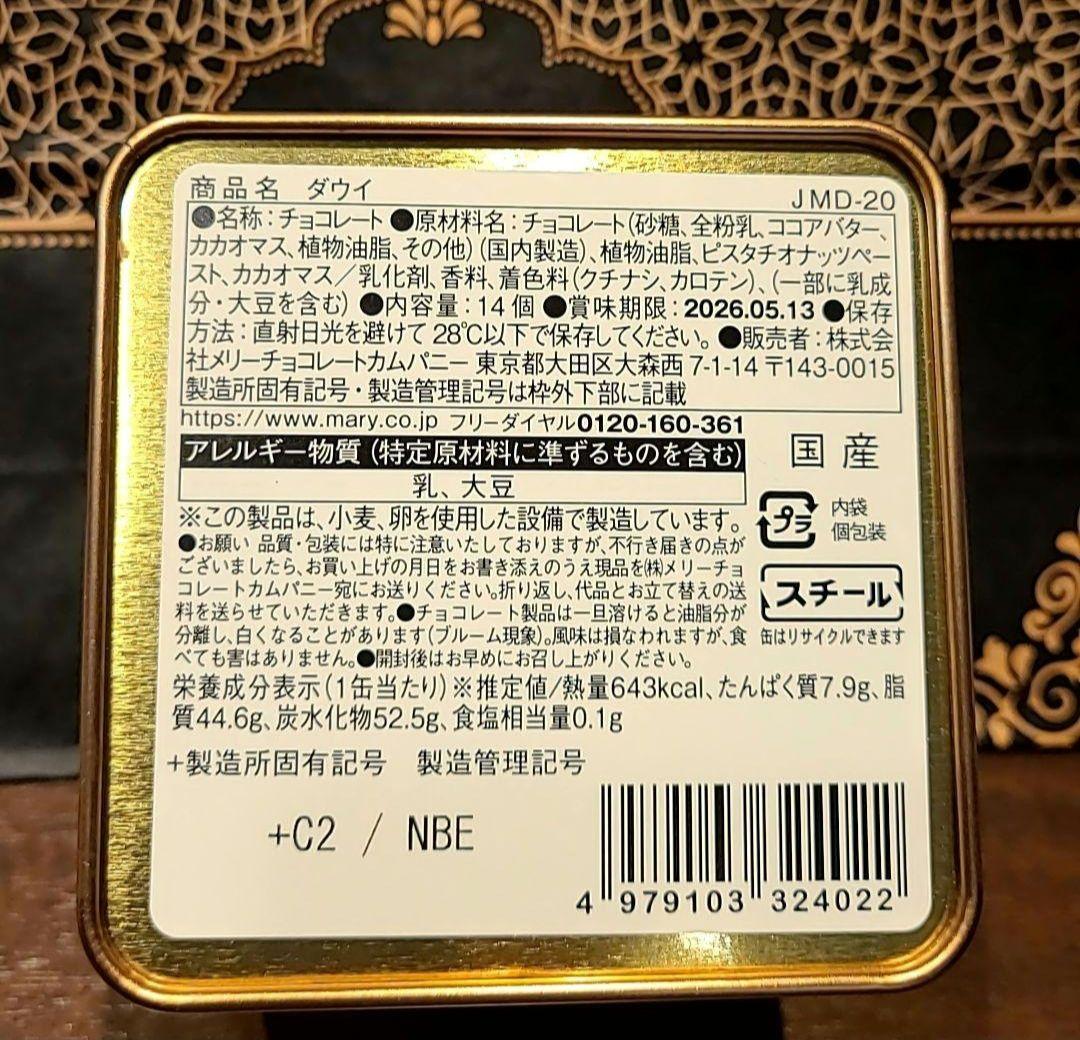 商品名 ダウイ JMD-20
●名称:チョコレート ●原材料名:チョコレート(砂糖、全粉乳、ココアバター、
カカオマス、植物油脂、その他)(国内製造)、植物油脂、ピスタチオナッツペー
スト、カカオマス/乳化剤、香料、着色料(クチナシ、カロテン)、(一部に乳成
分・大豆を含む) ●内容量:14個 ●賞味期限:2026.05.13 ●保存
方法:直射日光を避けて28℃以下で保存してください。 ●販売者:株式会
社メリーチョコレートカムパニー 東京都大田区大森西7-1-14 〒143-0015
製造所固有記号・製造管理記号は枠外下部に記載
https://www.mary.co.jp フリーダイヤル0120-160-361
アレルギー物質(特定原材料に準ずるものを含む)
乳、大豆
国産
※この製品は、小麦、卵を使用した設備で製造しています。
プラ 内袋
個包装
●お願い 品質・包装には特に注意いたしておりますが、不行き届きの点が
ございましたら、お買い上げの月日をお書き添えのうえ現品を㈱メリーチョ
コレートカムパニー宛にお送りください。折り返し、代品とお立て替えの送
料を送らせていただきます。●チョコレート製品は一旦溶けると油脂分が
分離し、白くなることがあります(ブルーム現象)。風味は損なわれますが、食
べても害はありません。●開封後はお早めにお召し上がりください。
スチール
缶はリサイクルできます
栄養成分表示(1缶当たり)※推定値/熱量643kcal、たんぱく質7.9g、脂
質44.6g、炭水化物52.5g、食塩相当量0.1g
+製造所固有記号 製造管理記号
+C2 / NBE
4 979103 324022